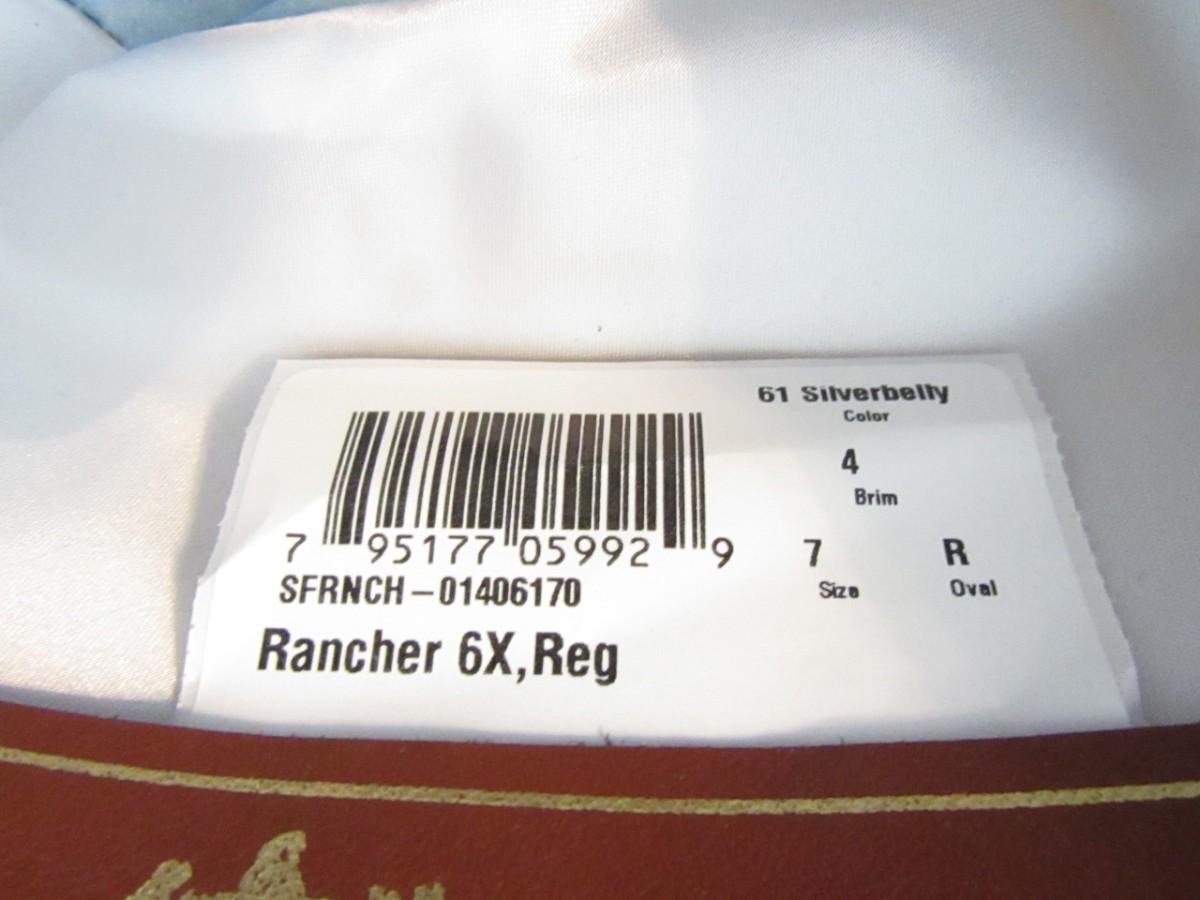 61 Silverbelly
Color
4
Brim
7 95177 05992 9
7 R
Size Oval
SFRNCH-01406170
Rancher 6X,Reg